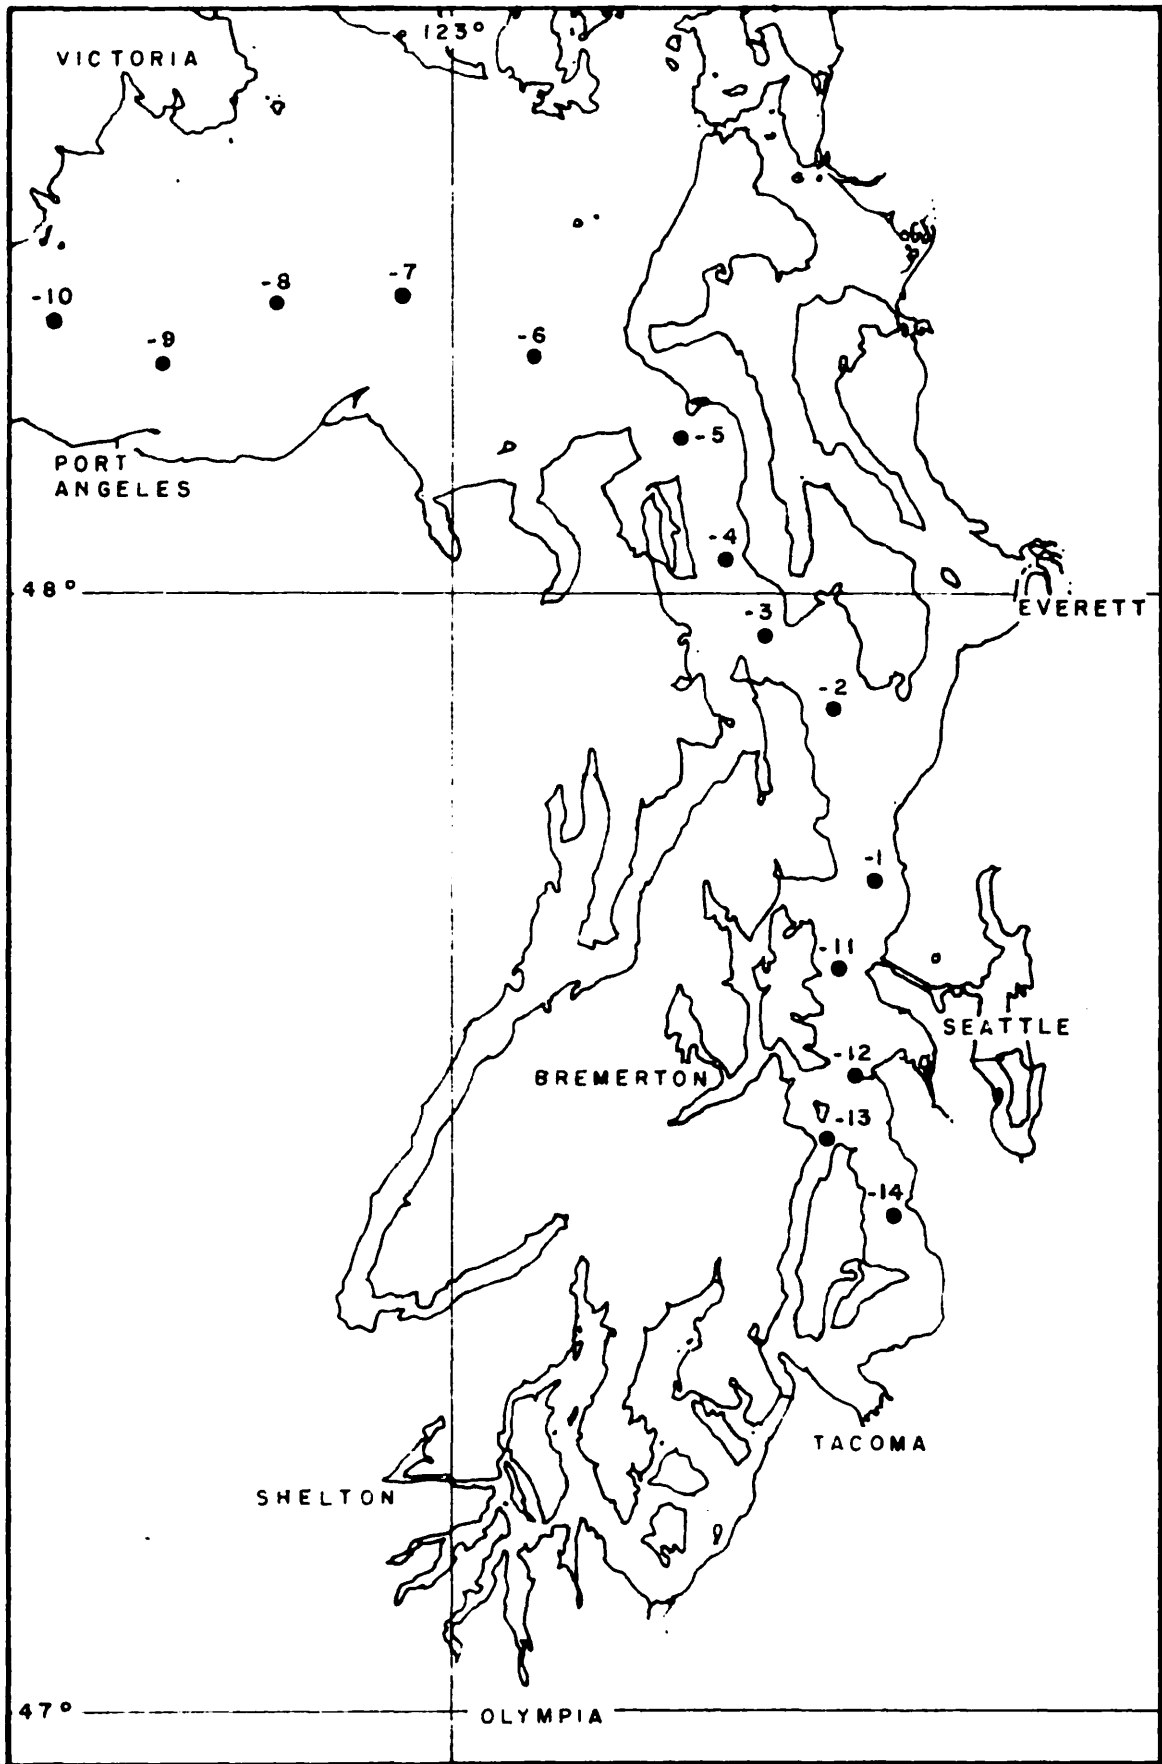 123°
VICTORIA
-7
-8
-10
-6
-9
-5
PORT
ANGELES
-4
48°
EVERETT
-3
-2
-1
-11
SEATTLE
-12
BREMERTON
-13
-14
TACOMA
SHELTON
47°
OLYMPIA